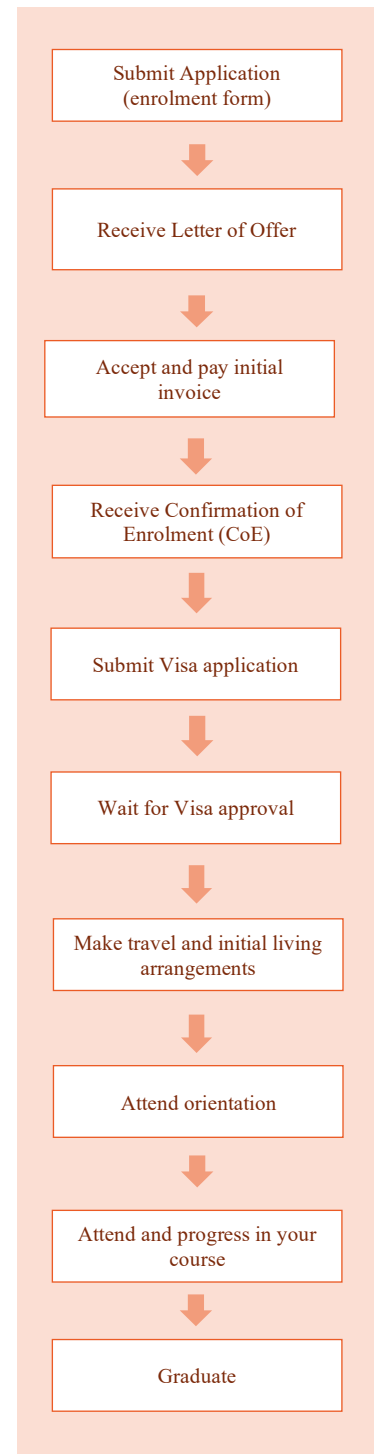 Submit Application
(enrolment form)
Receive Letter of Offer
Accept and pay initial
invoice
Receive Confirmation of
Enrolment (CoE)
Submit Visa application
Wait for Visa approval
Make travel and initial living
arrangements
Attend orientation
Attend and progress in your
course
Graduate